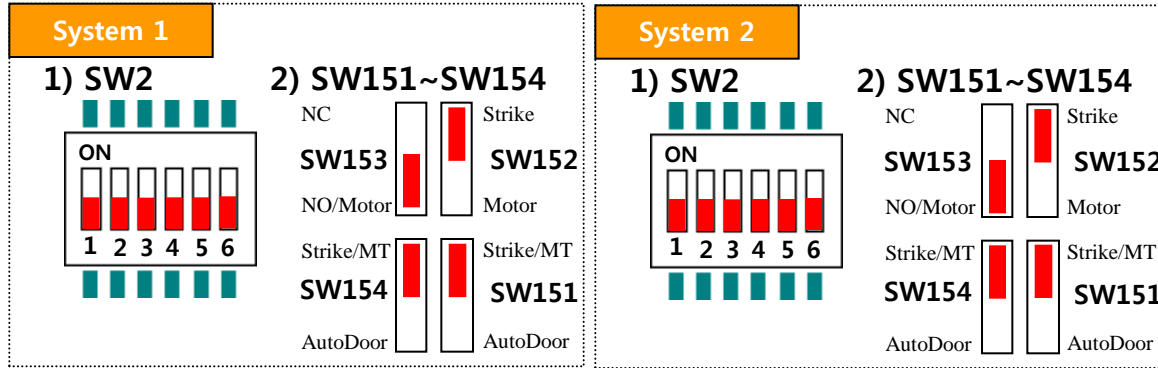 System 1
1) SW2
2) SW151~SW154
ON
1 2 3 4 5 6
NC
Strike
SW153
SW152
NO/Motor
Motor
Strike/MT
Strike/MT
SW154
SW151
AutoDoor
AutoDoor
System 2
1) SW2
2) SW151~SW154
ON
1 2 3 4 5 6
NC
Strike
SW153
SW152
NO/Motor
Motor
Strike/MT
Strike/MT
SW154
SW151
AutoDoor
AutoDoor